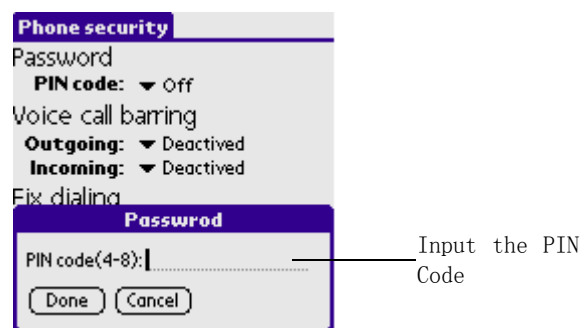 Phone security
Password
PIN code: Off
Voice call barring
Outgoing: Deactived
Incoming: Deactived
Fix dialing
Passwrod
PIN code(4-8):
Done Cancel
Input the PIN
Code